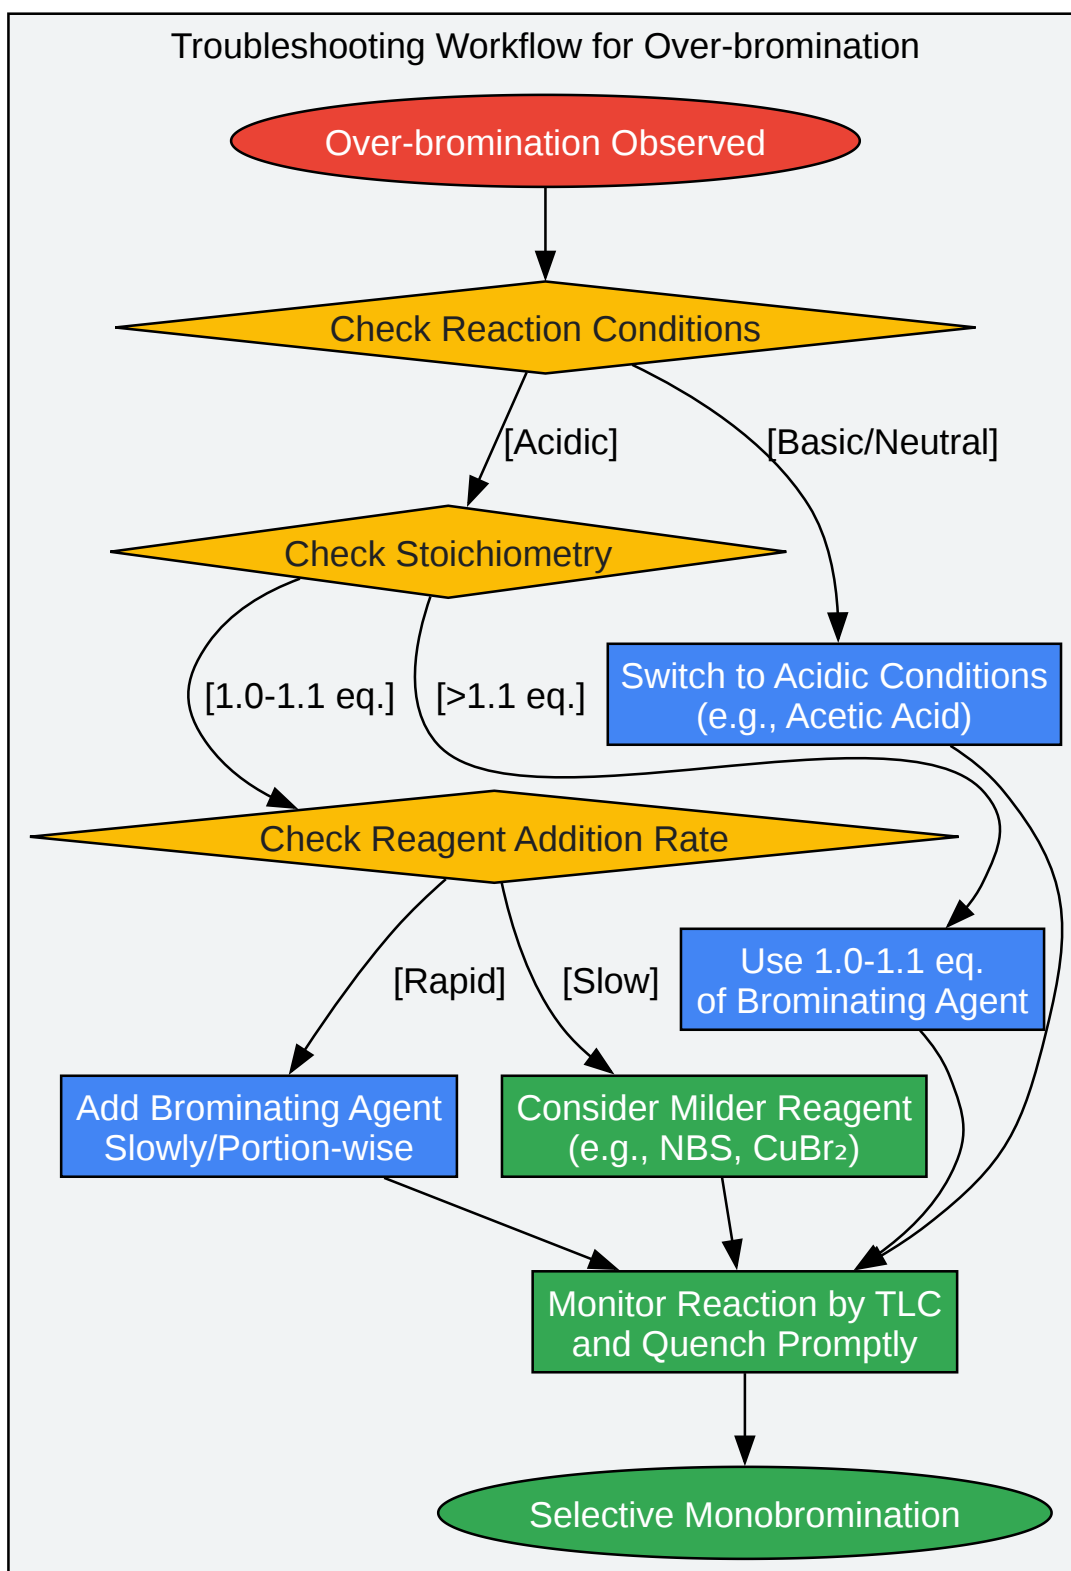 Troubleshooting Workflow for Over-bromination
Over-bromination Observed
Check Reaction Conditions
[Acidic]
[Basic/Neutral]
Check Stoichiometry
Switch to Acidic Conditions
(e.g., Acetic Acid)
[1.0-1.1 eq.]
[>1.1 eq.]
Check Reagent Addition Rate
Use 1.0-1.1 eq.
of Brominating Agent
[Rapid]
[Slow]
Add Brominating Agent
Slowly/Portion-wise
Consider Milder Reagent
(e.g., NBS, CuBr₂)
Monitor Reaction by TLC
and Quench Promptly
Selective Monobromination